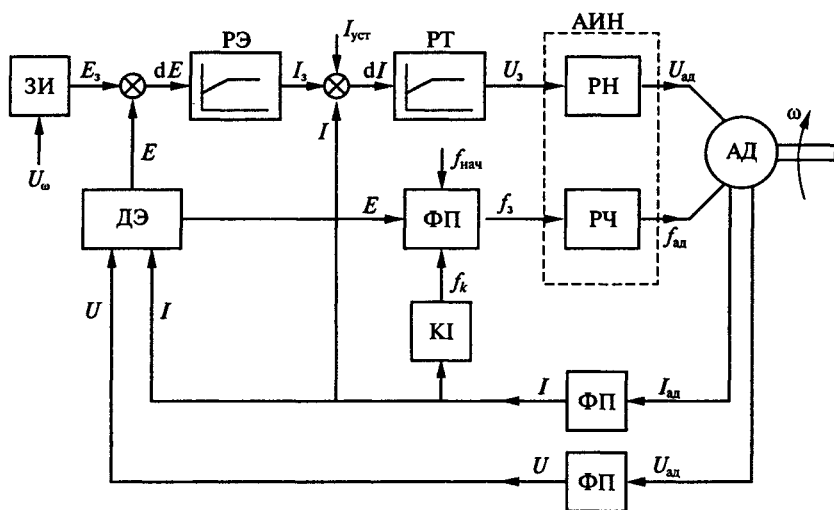 АИН
РЭ
I уст
РТ
ЗИ
E з
dE
I з
dI
U з
РН
U ад
ω
I
U ω
E
f нач
АД
ДЭ
E
ФП
f з
РЧ
f ад
f k
U
I
KI
I
ФП
I ад
U
ФП
U ад